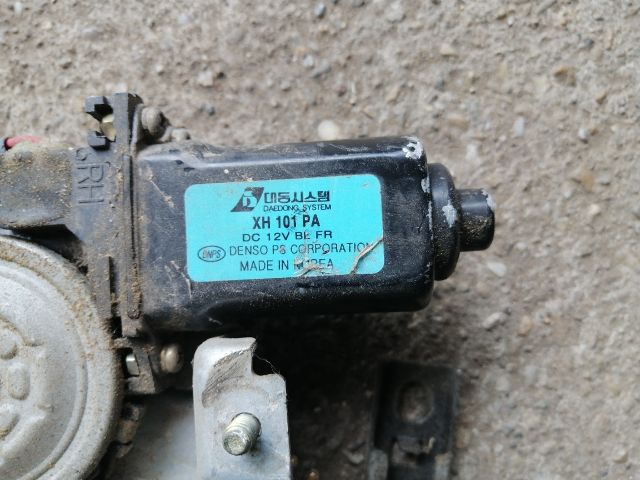 D 대동시스템
DAEDONG SYSTEM
XH 101 PA
DC 12V BE FR
DNPS DENSO PS CORPORATION
MADE IN KOREA
RH